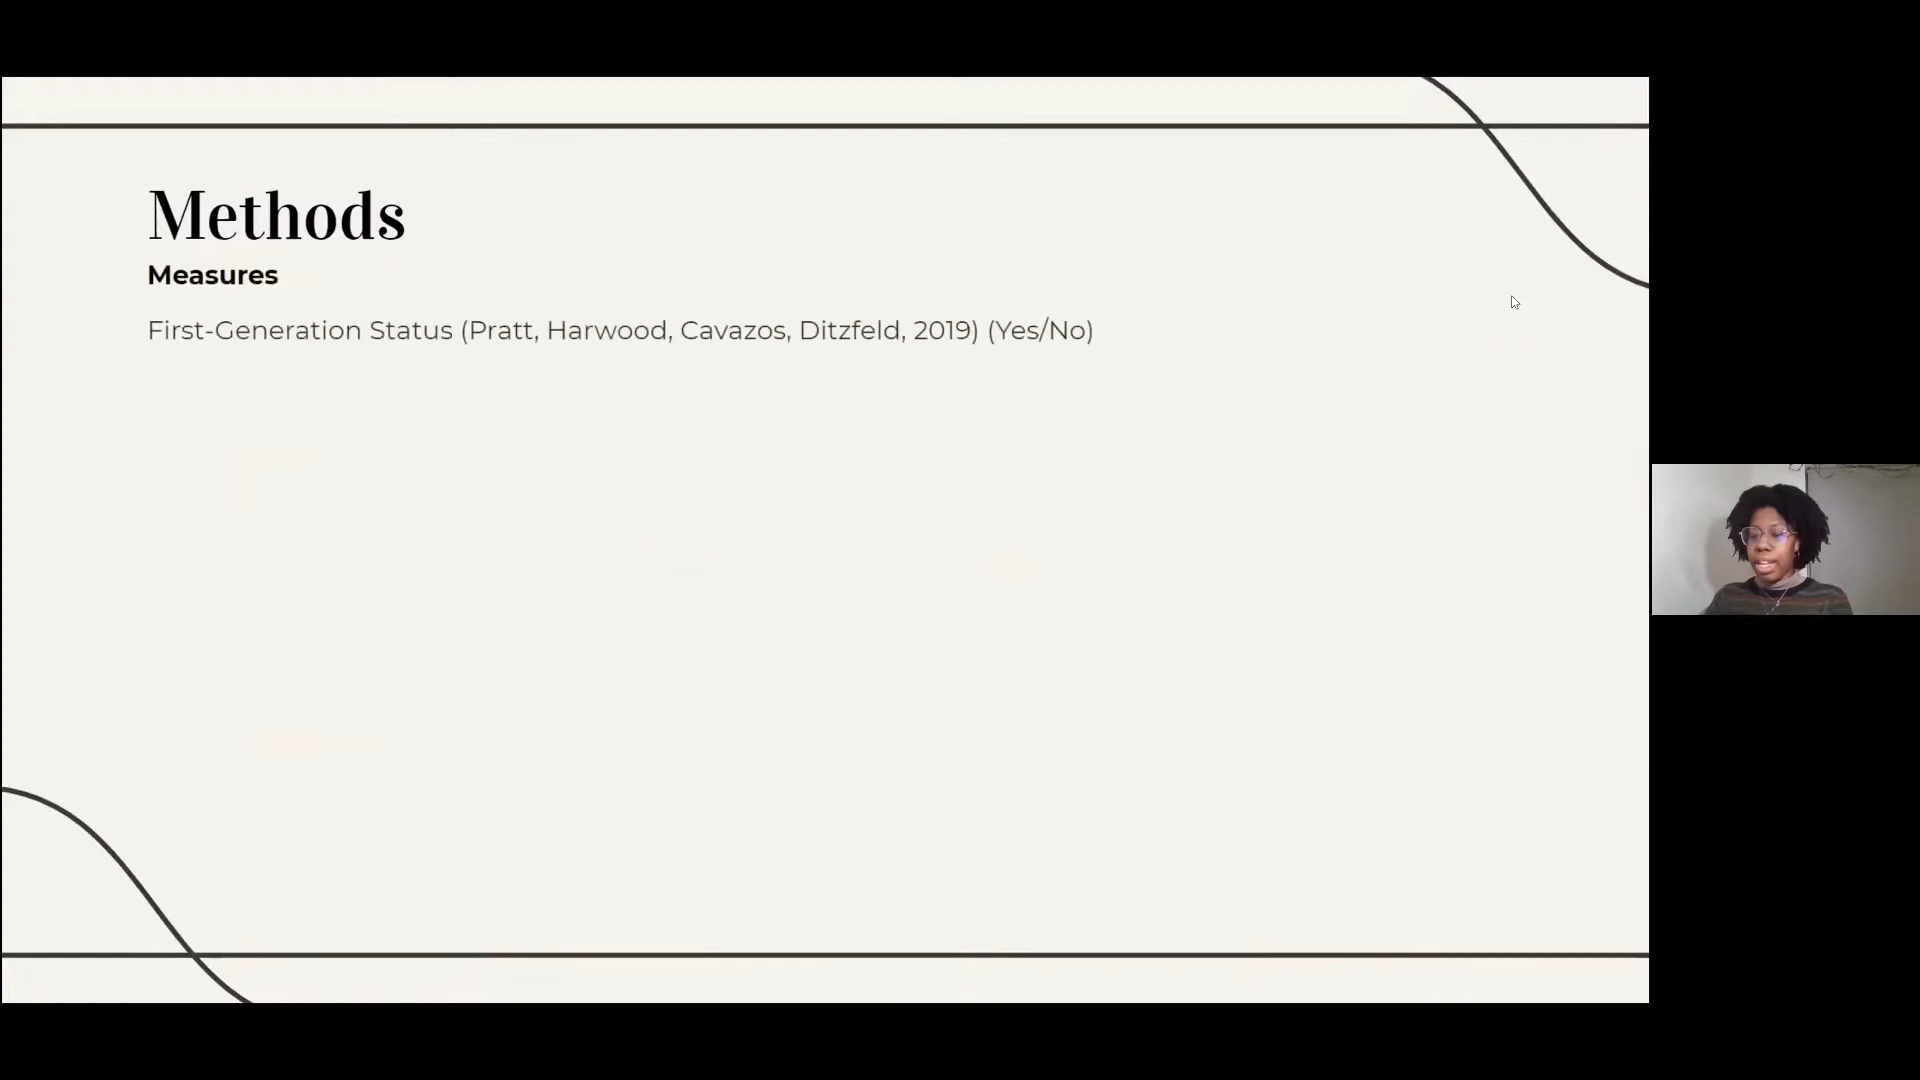 Methods
Measures
First-Generation Status (Pratt, Harwood, Cavazos, Ditzfeld, 2019) (Yes/No)